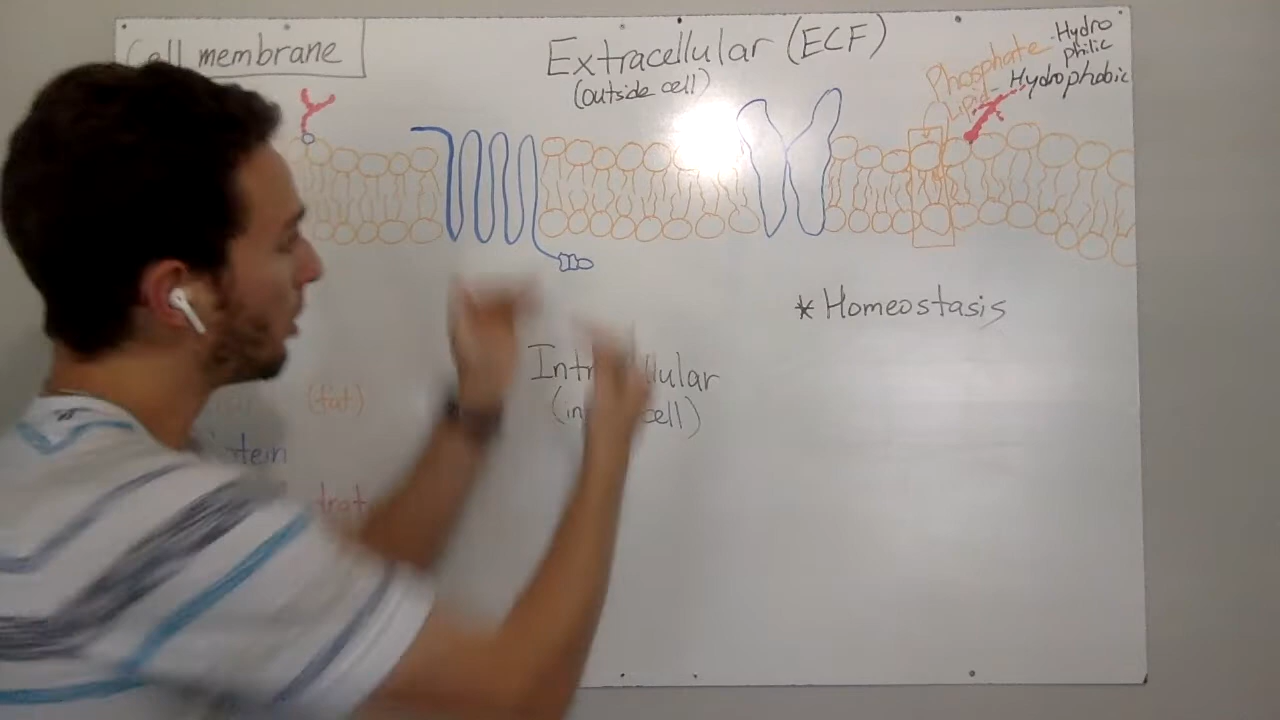 Cell membrane
Extracellular (ECF)
(outside cell)
Phosphate
Hydro
philic
Lipid
Hydrophobic
* Homeostasis
(fat)